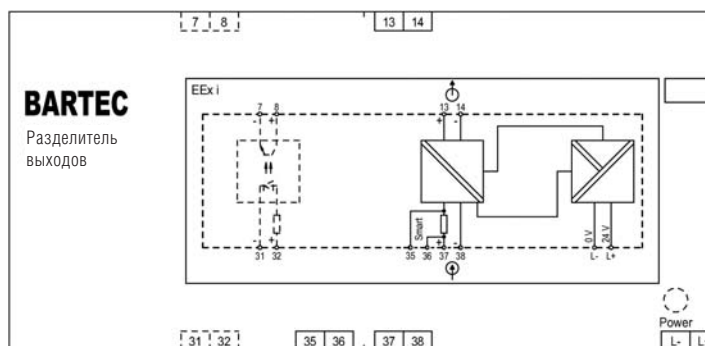 7 8 13 14
EEx i
BARTEC
Разделитель
выходов
7 8 13 14
- + + -
Smart
0 V 24 V
- + + -
31 32 35 36 37 38 L- L+
Power
31 32 35 36 37 38 L-